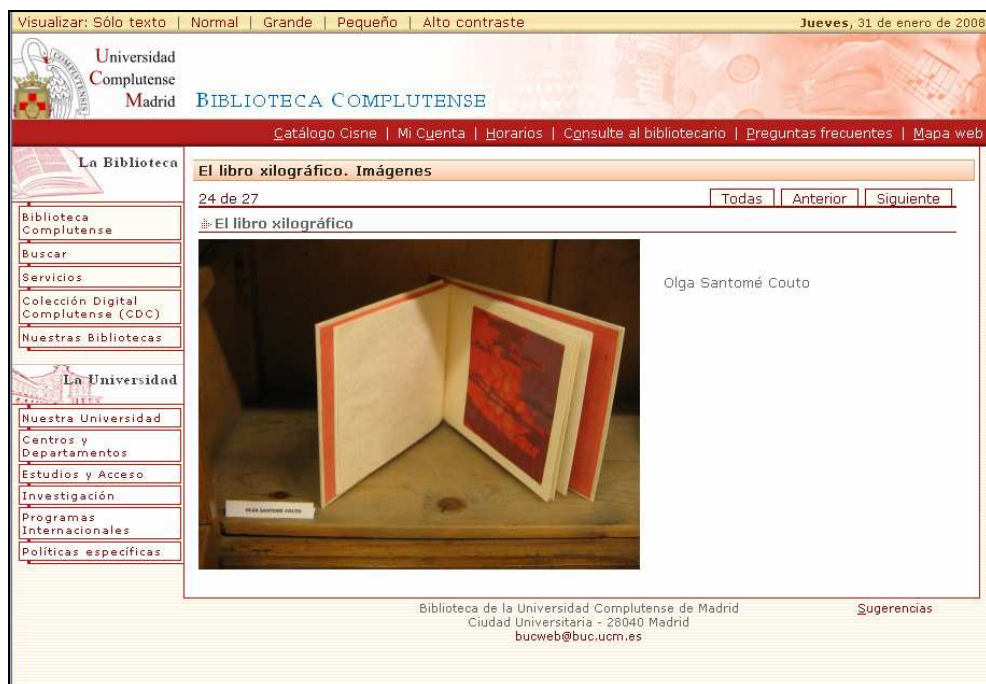 Visualizar: Sólo texto | Normal | Grande | Pequeño | Alto contraste
Jueves, 31 de enero de 2008
Universidad
Complutense
Madrid
BIBLIOTECA COMPLUTENSE
Catálogo Cisne | Mi Cuenta | Horarios | Consulte al bibliotecario | Preguntas frecuentes | Mapa web
La Biblioteca
Biblioteca
Complutense
Buscar
Servicios
Colección Digital
Complutense (CDC)
Nuestras Bibliotecas
La Universidad
Nuestra Universidad
Centros y
Departamentos
Estudios y Acceso
Investigación
Programas
Internacionales
Políticas específicas
El libro xilográfico. Imágenes
24 de 27
Todas
Anterior
Siguiente
El libro xilográfico
Olga Santomé Couto
OLGA SANTOME COUTO
Biblioteca de la Universidad Complutense de Madrid
Ciudad Universitaria - 28040 Madrid
bucweb@buc.ucm.es
Sugerencias